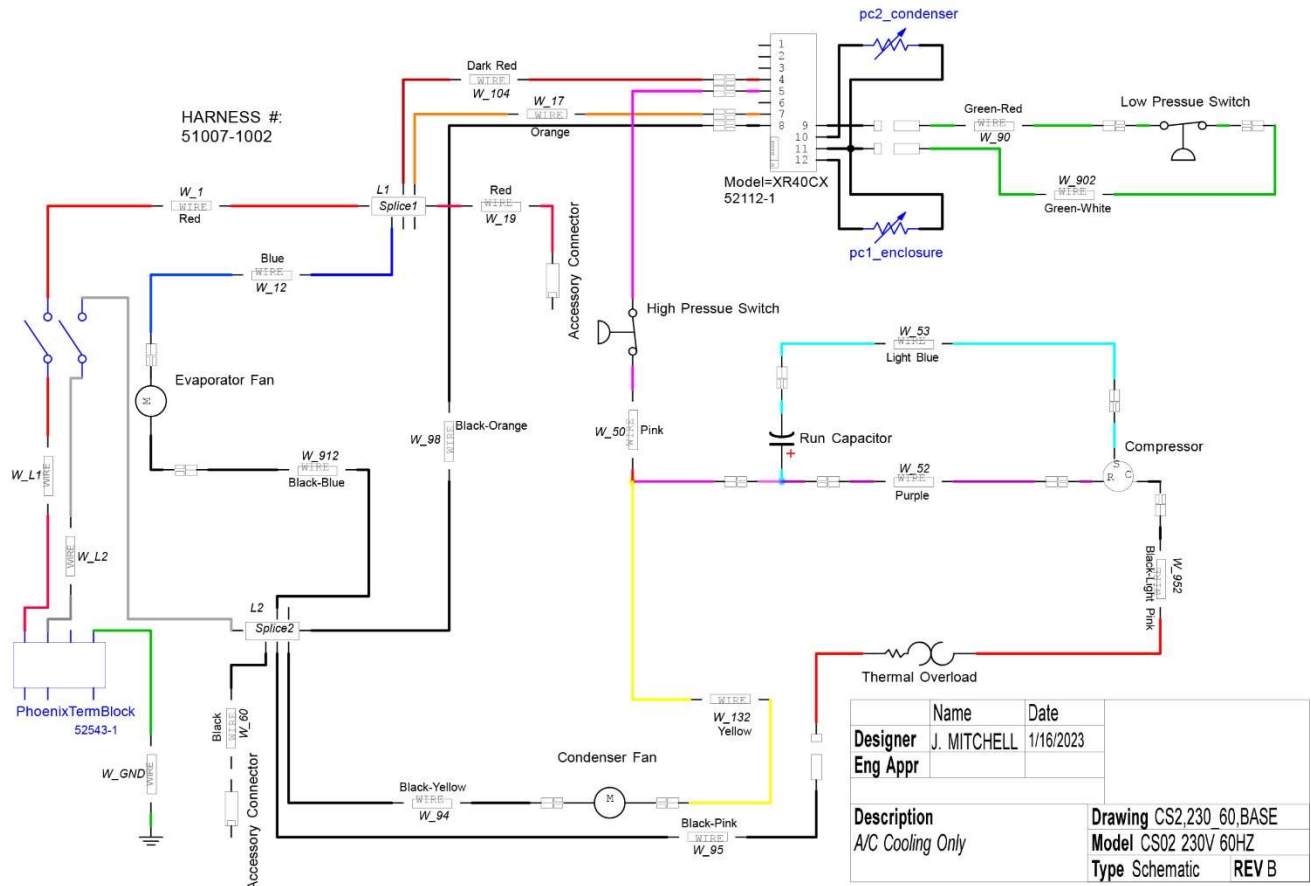 pc2_condenser
1
2
3
4
5
6
7
8
9
10
11
12
Dark Red
WIRE
W_104
W_17
WIRE
Orange
HARNESS #:
51007-1002
Green-Red
WIRE
W_90
Low Pressue Switch
W_902
WIRE
Green-White
Model=XR40CX
52112-1
pc1_enclosure
W_1
WIRE
Red
L1
Splice1
Red
WIRE
W_19
Accessory Connector
Blue
WIRE
W_12
High Pressue Switch
Evaporator Fan
M
W_53
WIRE
Light Blue
W_98
WIRE
Black-Orange
W_50
WIRE
Pink
Run Capacitor
+
Compressor
S
R
C
W_52
WIRE
Purple
W_912
WIRE
Black-Blue
W_L1
WIRE
W_L2
WIRE
W_952
WIRE
Black-Light Pink
L2
Splice2
Thermal Overload
PhoenixTermBlock
52543-1
Black
WIRE
W_60
Accessory Connector
W_GND
WIRE
WIRE
W_132
Yellow
Condenser Fan
M
Black-Yellow
WIRE
W_94
Black-Pink
WIRE
W_95
Name Date
Designer J. MITCHELL 1/16/2023
Eng Appr
Description
A/C Cooling Only
Drawing CS2,230_60,BASE
Model CS02 230V 60HZ
Type Schematic REV B